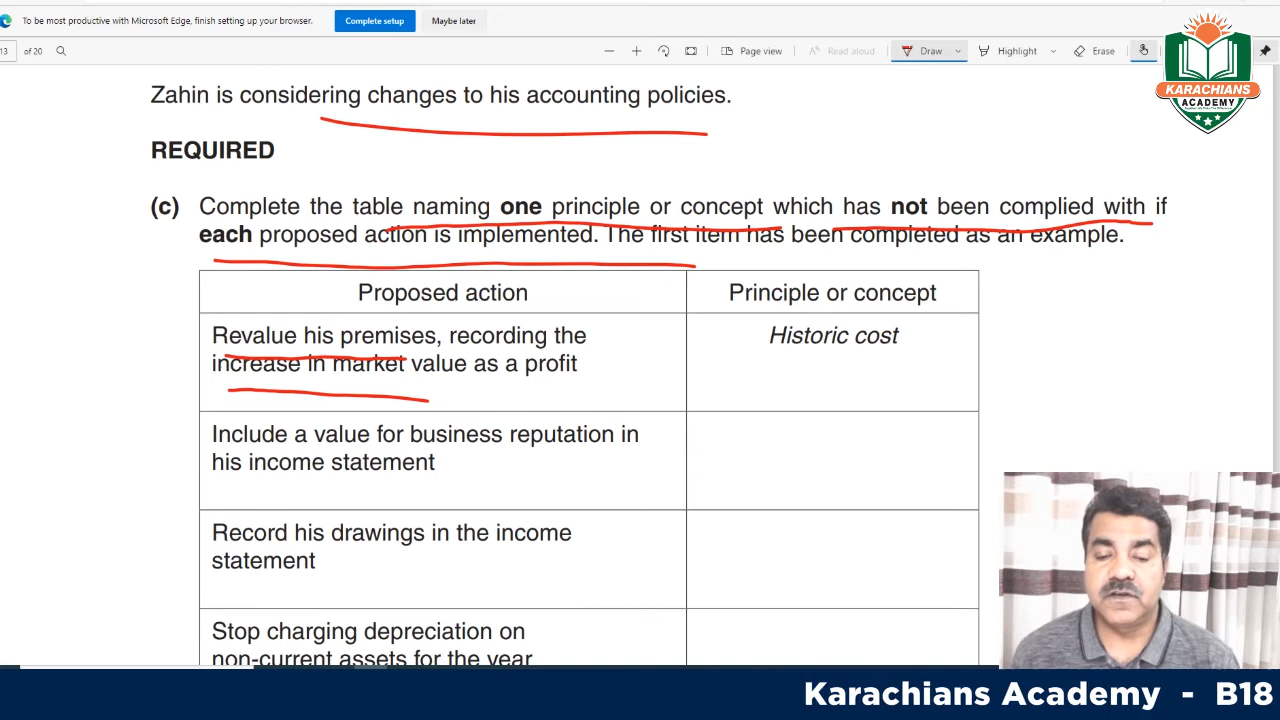 To be most productive with Microsoft Edge, finish setting up your browser.
Complete setup
Maybe later
13 of 20
Page view
Read aloud
Draw
Highlight
Erase
KARACHIANS
ACADEMY
Zahin is considering changes to his accounting policies.
REQUIRED
(c) Complete the table naming one principle or concept which has not been complied with if
each proposed action is implemented. The first item has been completed as an example.
Proposed action
Principle or concept
Revalue his premises, recording the
increase in market value as a profit
Historic cost
Include a value for business reputation in
his income statement
Record his drawings in the income
statement
Stop charging depreciation on
non-current assets for the year
Karachians Academy - B18